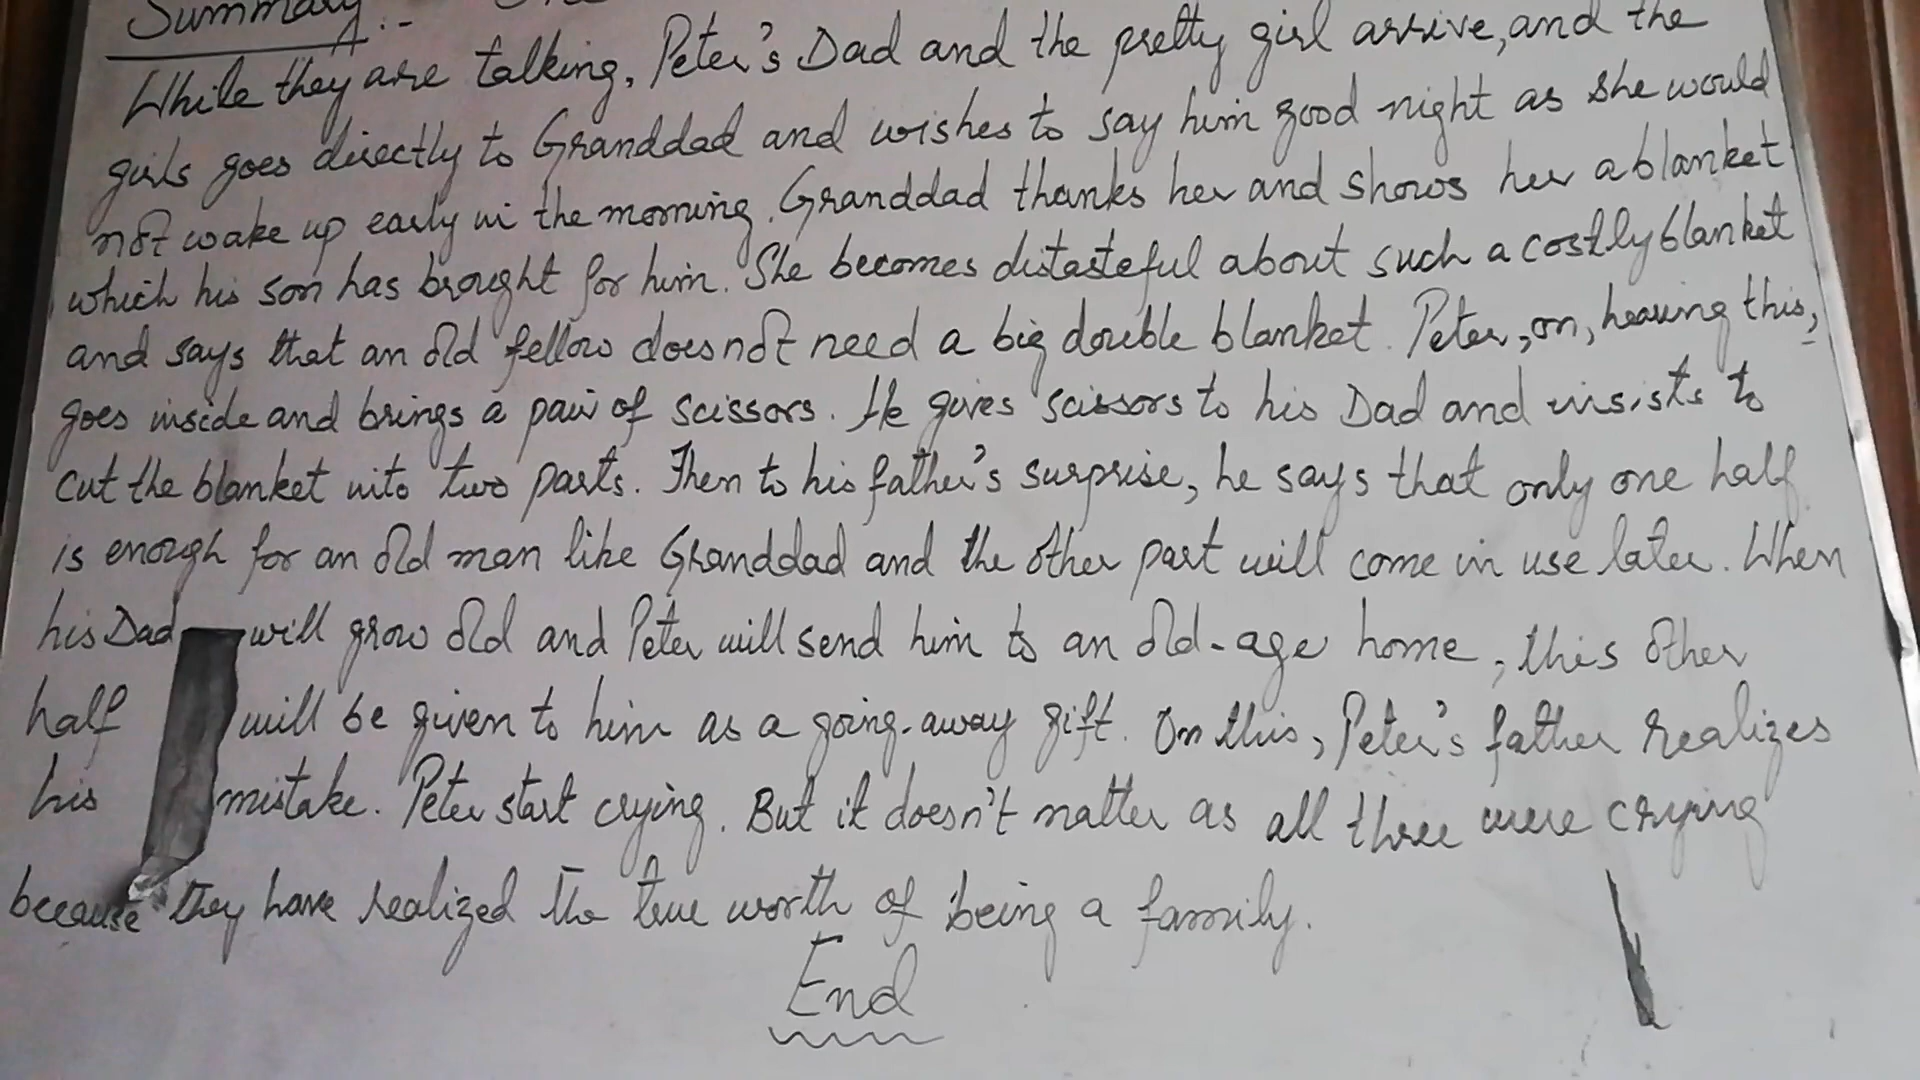 Summary :-
While they are talking, Peter's Dad and the pretty girl arrive, and the
girls goes directly to Granddad and wishes to say him good night as she would
not wake up early in the morning. Granddad thanks her and shows her a blanket
which his son has brought for him. She becomes distasteful about such a costly blanket
and says that an old fellow does not need a big double blanket. Peter, on, hearing this,
goes inside and brings a pair of scissors. He gives scissors to his Dad and insists to
cut the blanket into two parts. Then to his father's surprise, he says that only one half
is enough for an old man like Granddad and the other part will come in use later. When
his Dad will grow old and Peter will send him to an old-age home, this other
half will be given to him as a going-away gift. On this, Peter's father realizes
his mistake. Peter start crying. But it doesn't matter as all three were crying
because they have realized the true worth of being a family.
End